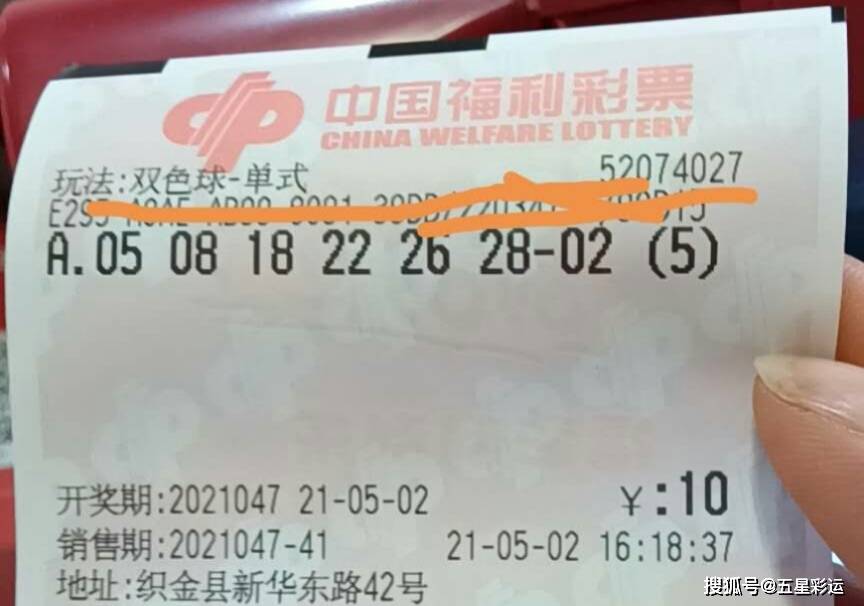 中国福利彩票
CHINA WELFARE LOTTERY
玩法:双色球-单式 52074027
A.05 08 18 22 26 28-02 (5)
开奖期:2021047 21-05-02 ¥:10
销售期:2021047-41 21-05-02 16:18:37
地址:织金县新华东路42号
搜狐号@五星彩运